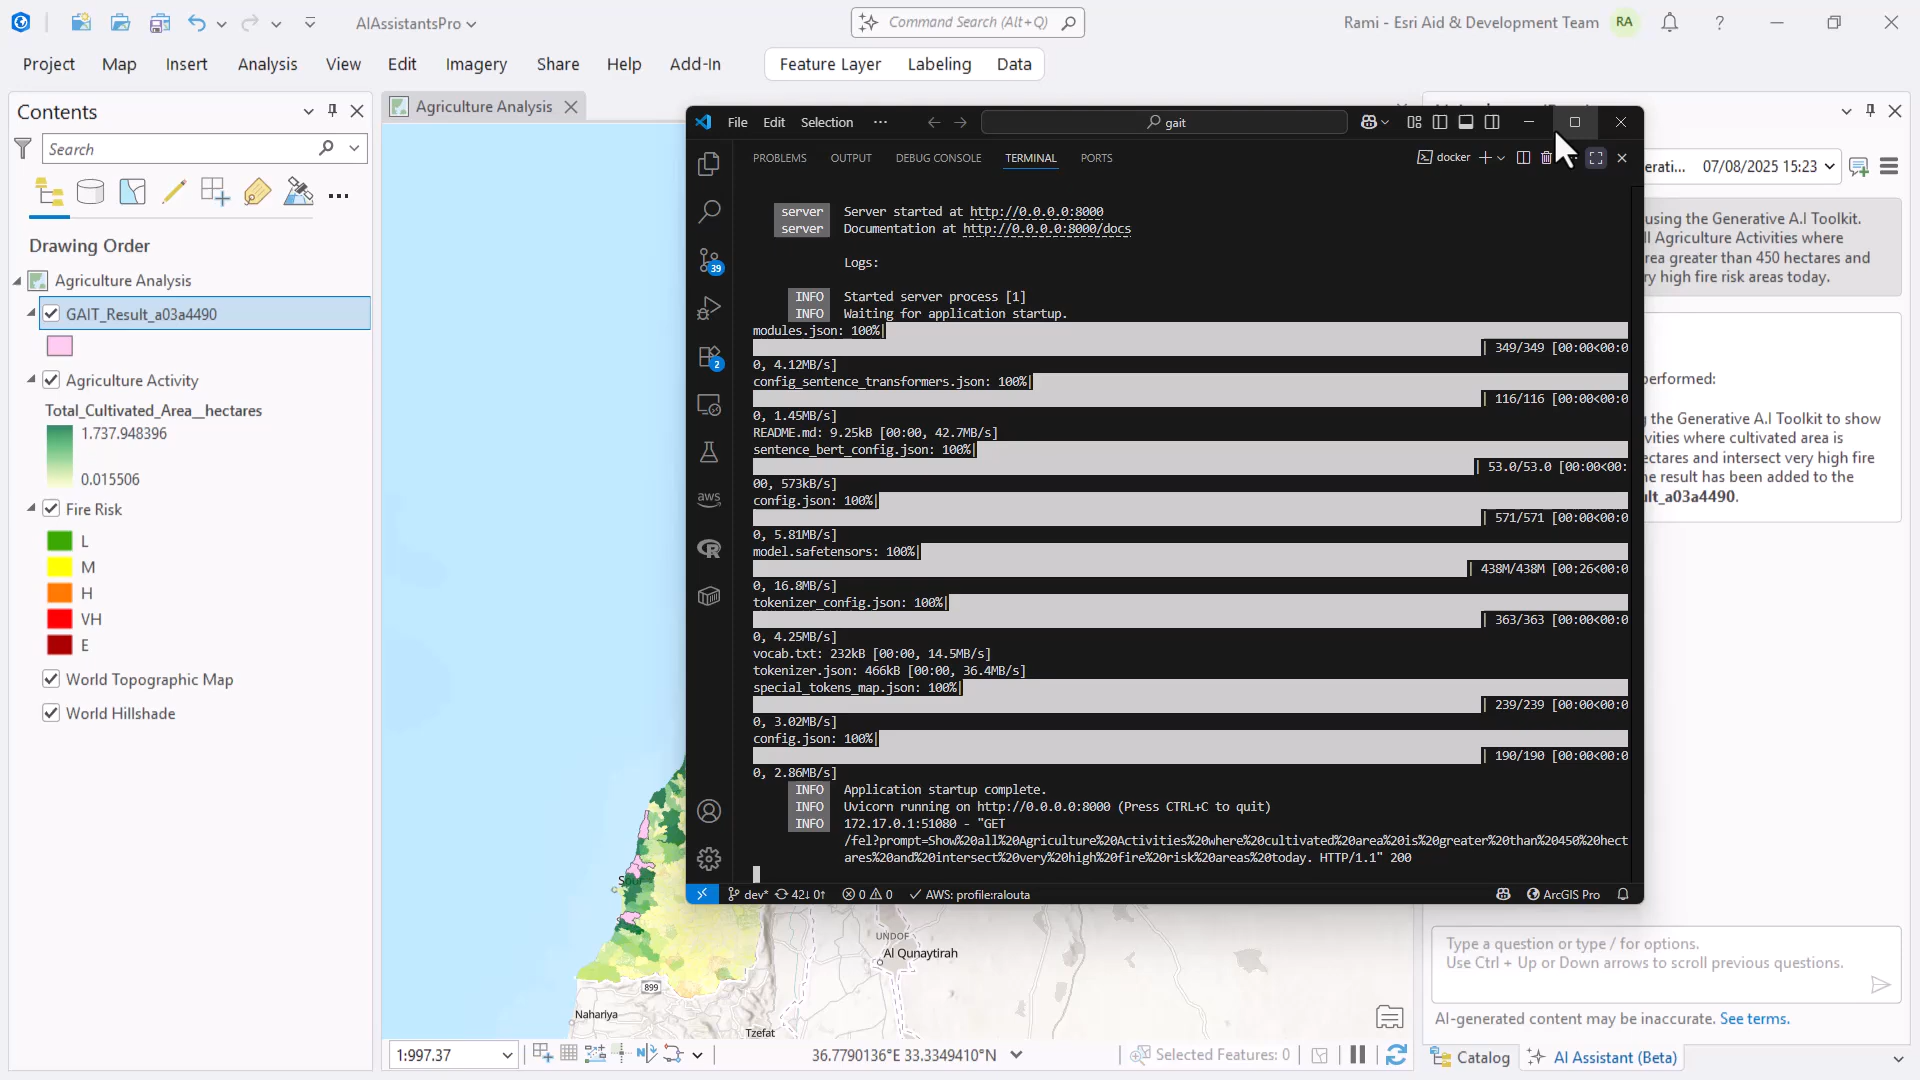 AIAssistantsPro
Command Search (Alt+Q)
Rami - Esri Aid & Development Team
RA
?
Project
Map
Insert
Analysis
View
Edit
Imagery
Share
Help
Add-In
Feature Layer
Labeling
Data
Contents
Search
Drawing Order
Agriculture Analysis
GAIT_Result_a03a4490
Agriculture Activity
Total_Cultivated_Area__hectares
1.737.948396
0.015506
Fire Risk
L
M
H
VH
E
World Topographic Map
World Hillshade
Agriculture Analysis
899
Nahariya
Tzefat
UNDOF
Al Qunaytirah
1:997.37
36.7790136°E 33.3349410°N
Selected Features: 0
File
Edit
Selection
gait
PROBLEMS
OUTPUT
DEBUG CONSOLE
TERMINAL
PORTS
docker
39
2
aws
server Server started at http://0.0.0.0:8000
server Documentation at http://0.0.0.0:8000/docs
Logs:
INFO Started server process [1]
INFO Waiting for application startup.
modules.json: 100%|
| 349/349 [00:00<00:0
0, 4.12MB/s]
config_sentence_transformers.json: 100%|
| 116/116 [00:00<00:0
0, 1.45MB/s]
README.md: 9.25kB [00:00, 42.7MB/s]
sentence_bert_config.json: 100%|
| 53.0/53.0 [00:00<00:
00, 573kB/s]
config.json: 100%|
| 571/571 [00:00<00:0
0, 5.81MB/s]
model.safetensors: 100%|
| 438M/438M [00:26<00:0
0, 16.8MB/s]
tokenizer_config.json: 100%|
| 363/363 [00:00<00:0
0, 4.25MB/s]
vocab.txt: 232kB [00:00, 14.5MB/s]
tokenizer.json: 466kB [00:00, 36.4MB/s]
special_tokens_map.json: 100%|
| 239/239 [00:00<00:0
0, 3.02MB/s]
config.json: 100%|
| 190/190 [00:00<00:0
0, 2.86MB/s]
INFO Application startup complete.
INFO Uvicorn running on http://0.0.0.0:8000 (Press CTRL+C to quit)
INFO 172.17.0.1:51080 - "GET
/fel?prompt=Show%20all%20Agriculture%20Activities%20where%20cultivated%20area%20is%20greater%20than%20450%20hect
ares%20and%20intersect%20very%20high%20fire%20risk%20areas%20today. HTTP/1.1" 200
dev*
42↓ 0↑
0
0
AWS: profile:ralouta
ArcGIS Pro
erati...
07/08/2025 15:23
using the Generative A.I Toolkit.
ll Agriculture Activities where
rea greater than 450 hectares and
ry high fire risk areas today.
performed:
g the Generative A.I Toolkit to show
vities where cultivated area is
ectares and intersect very high fire
he result has been added to the
ult_a03a4490.
Type a question or type / for options.
Use Ctrl + Up or Down arrows to scroll previous questions.
AI-generated content may be inaccurate. See terms.
Catalog
AI Assistant (Beta)